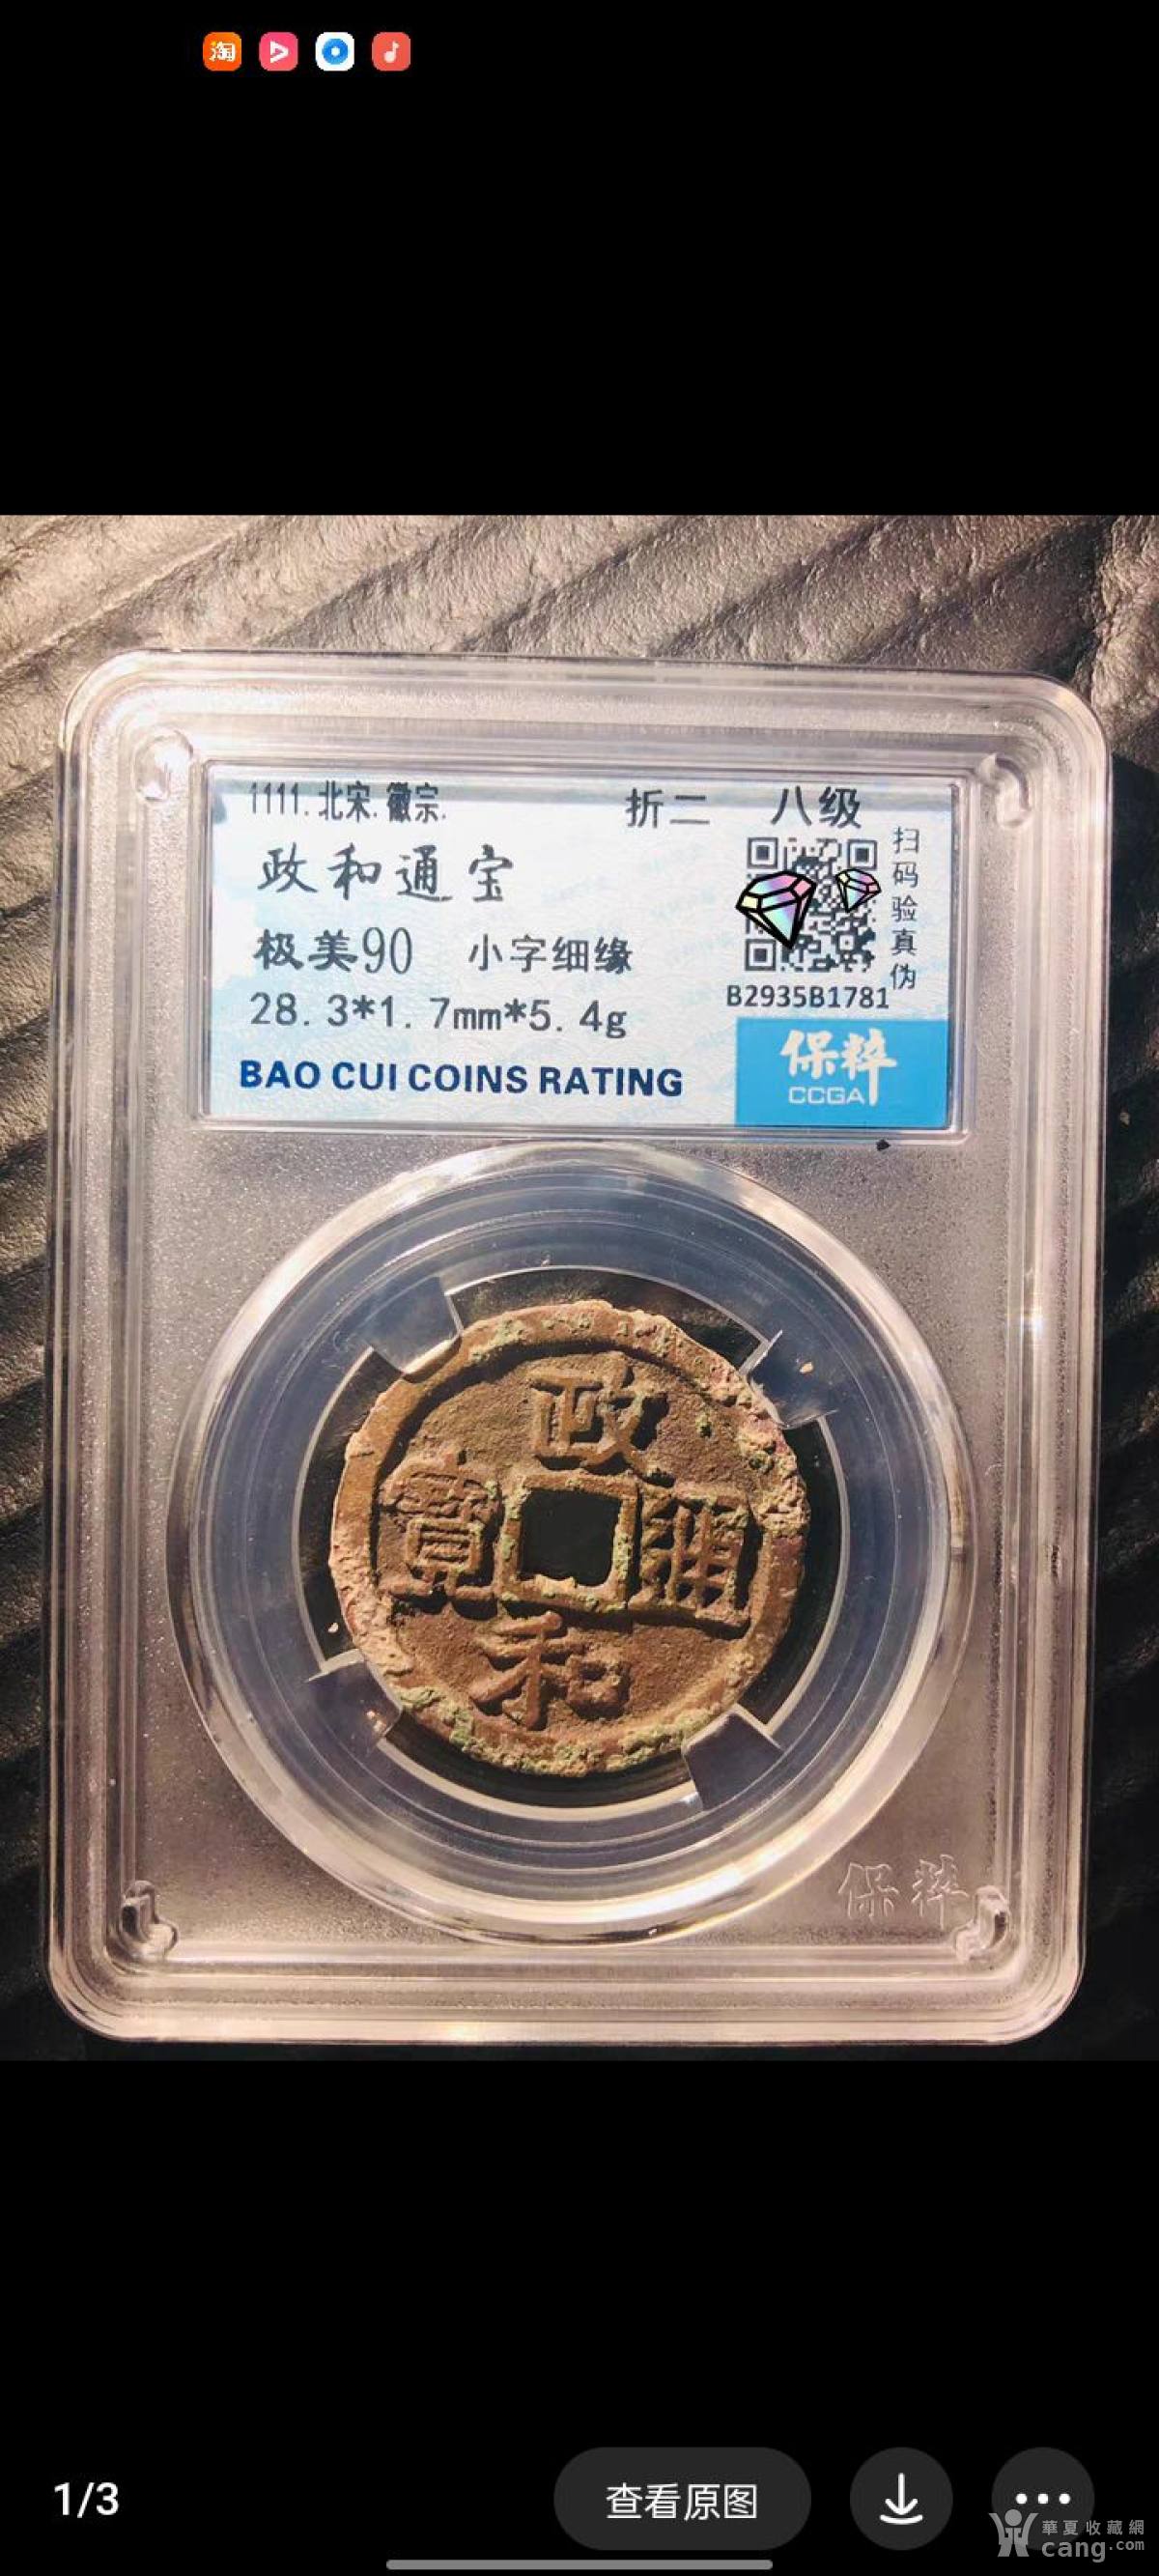 淘
1111.北宋.徽宗.
折二 八级
政和通宝
极美90 小字细缘
28.3*1.7mm*5.4g
BAO CUI COINS RATING
扫码验真伪
B2935B1781
保粹
CCGA
政
寳 通
和
保粹
1/3
查看原图
華夏收藏網
cang.com